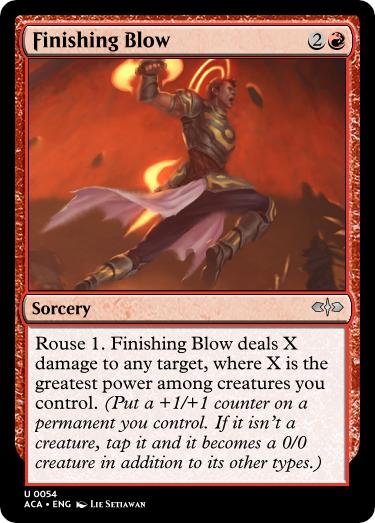 Finishing Blow 2
Sorcery
Rouse 1. Finishing Blow deals X
damage to any target, where X is the
greatest power among creatures you
control. (Put a +1/+1 counter on a
permanent you control. If it isn't a
creature, tap it and it becomes a 0/0
creature in addition to its other types.)
U 0054
ACA • ENG Lie Setiawan